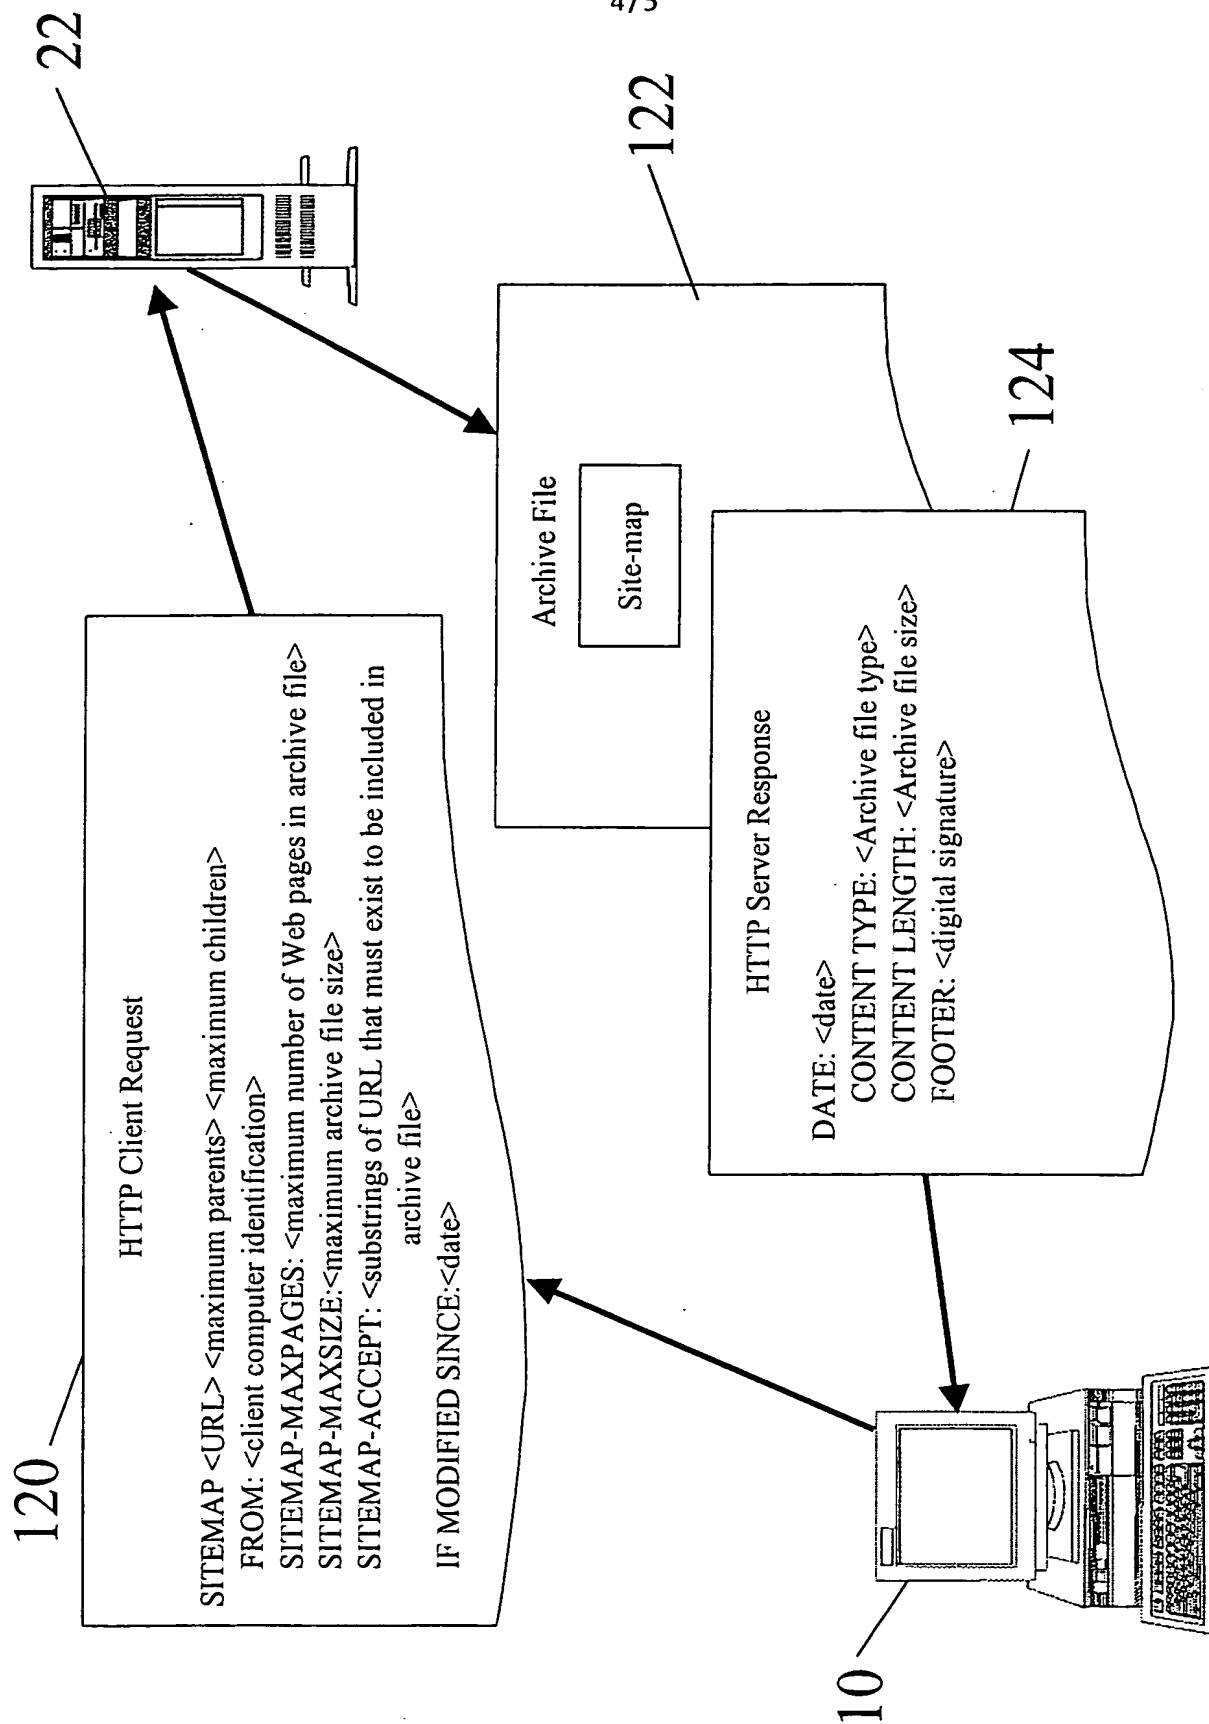 4/5
120
22
HTTP Client Request
SITEMAP <URL> <maximum parents> <maximum children>
FROM: <client computer identification>
SITEMAP-MAXPAGES: <maximum number of Web pages in archive file>
SITEMAP-MAXSIZE:<maximum archive file size>
SITEMAP-ACCEPT: <substrings of URL that must exist to be included in
archive file>
IF MODIFIED SINCE:<date>
122
Archive File
Site-map
124
HTTP Server Response
DATE: <date>
CONTENT TYPE: <Archive file type>
CONTENT LENGTH: <Archive file size>
FOOTER: <digital signature>
10